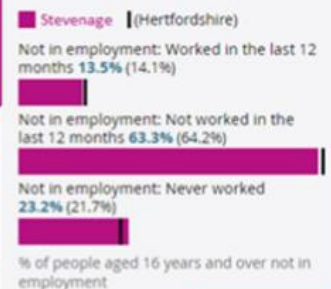 Stevenage (Hertfordshire)
Not in employment: Worked in the last 12
months 13.5% (14.1%)
Not in employment: Not worked in the
last 12 months 63.3% (64.2%)
Not in employment: Never worked
23.2% (21.7%)
% of people aged 16 years and over not in
employment